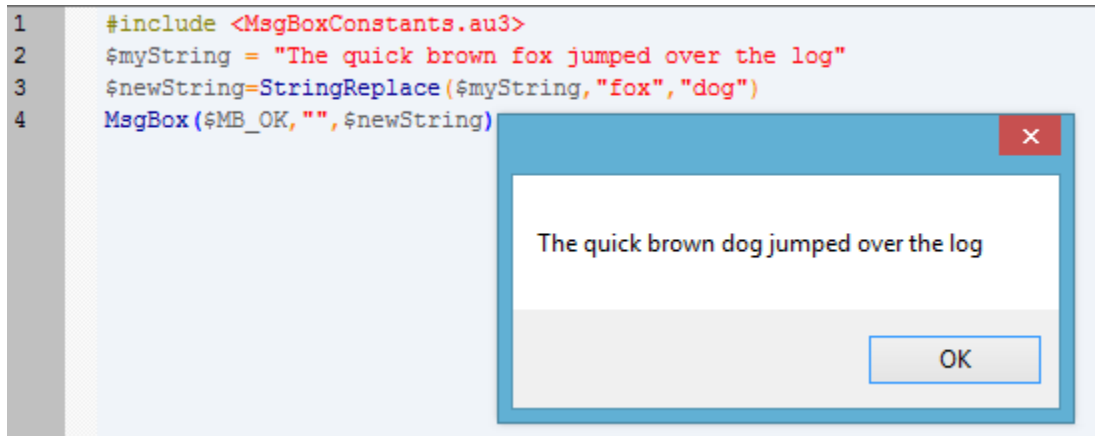 1 #include <MsgBoxConstants.au3>
2 $myString = "The quick brown fox jumped over the log"
3 $newString=StringReplace($myString,"fox","dog")
4 MsgBox($MB_OK,"",$newString)
The quick brown dog jumped over the log
OK